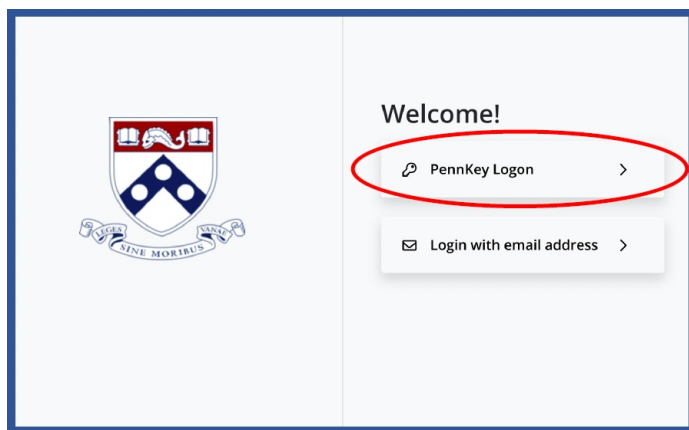 LEGES
SINE MORIBUS
VANAE
Welcome!
PennKey Logon
Login with email address